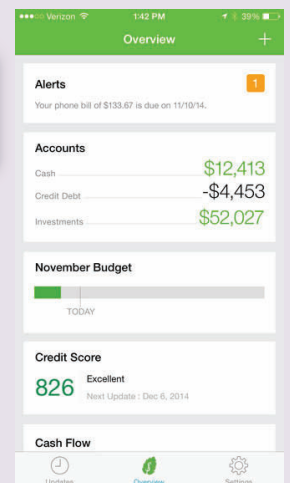 Verizon 1:42 PM 39%
Overview +
Alerts 1
Your phone bill of $133.67 is due on 11/10/14.
Accounts
Cash $12,413
Credit Debt -$4,453
Investments $52,027
November Budget
TODAY
Credit Score
826 Excellent
Next Update : Dec 6, 2014
Cash Flow
Updates Overview Settings